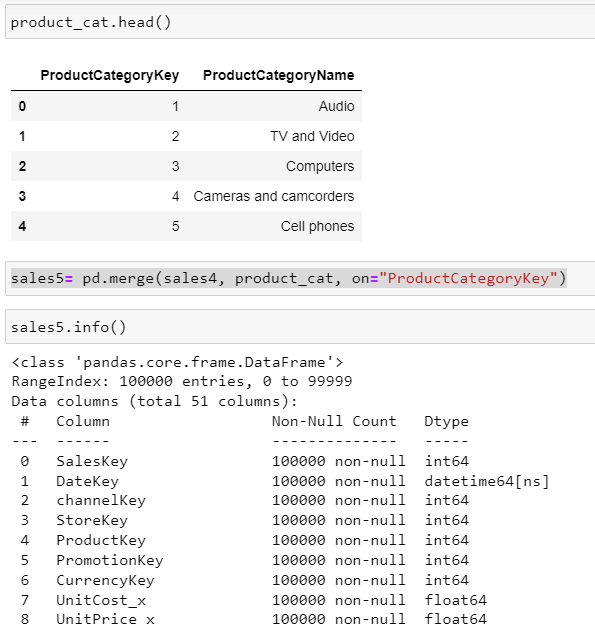 product_cat.head()
ProductCategoryKey ProductCategoryName
0 1 Audio
1 2 TV and Video
2 3 Computers
3 4 Cameras and camcorders
4 5 Cell phones
sales5= pd.merge(sales4, product_cat, on="ProductCategoryKey")
sales5.info()
<class 'pandas.core.frame.DataFrame'>
RangeIndex: 100000 entries, 0 to 99999
Data columns (total 51 columns):
# Column Non-Null Count Dtype
--- ------ -------------- -----
0 SalesKey 100000 non-null int64
1 DateKey 100000 non-null datetime64[ns]
2 channelKey 100000 non-null int64
3 StoreKey 100000 non-null int64
4 ProductKey 100000 non-null int64
5 PromotionKey 100000 non-null int64
6 CurrencyKey 100000 non-null int64
7 UnitCost_x 100000 non-null float64
8 UnitPrice_x 100000 non-null float64